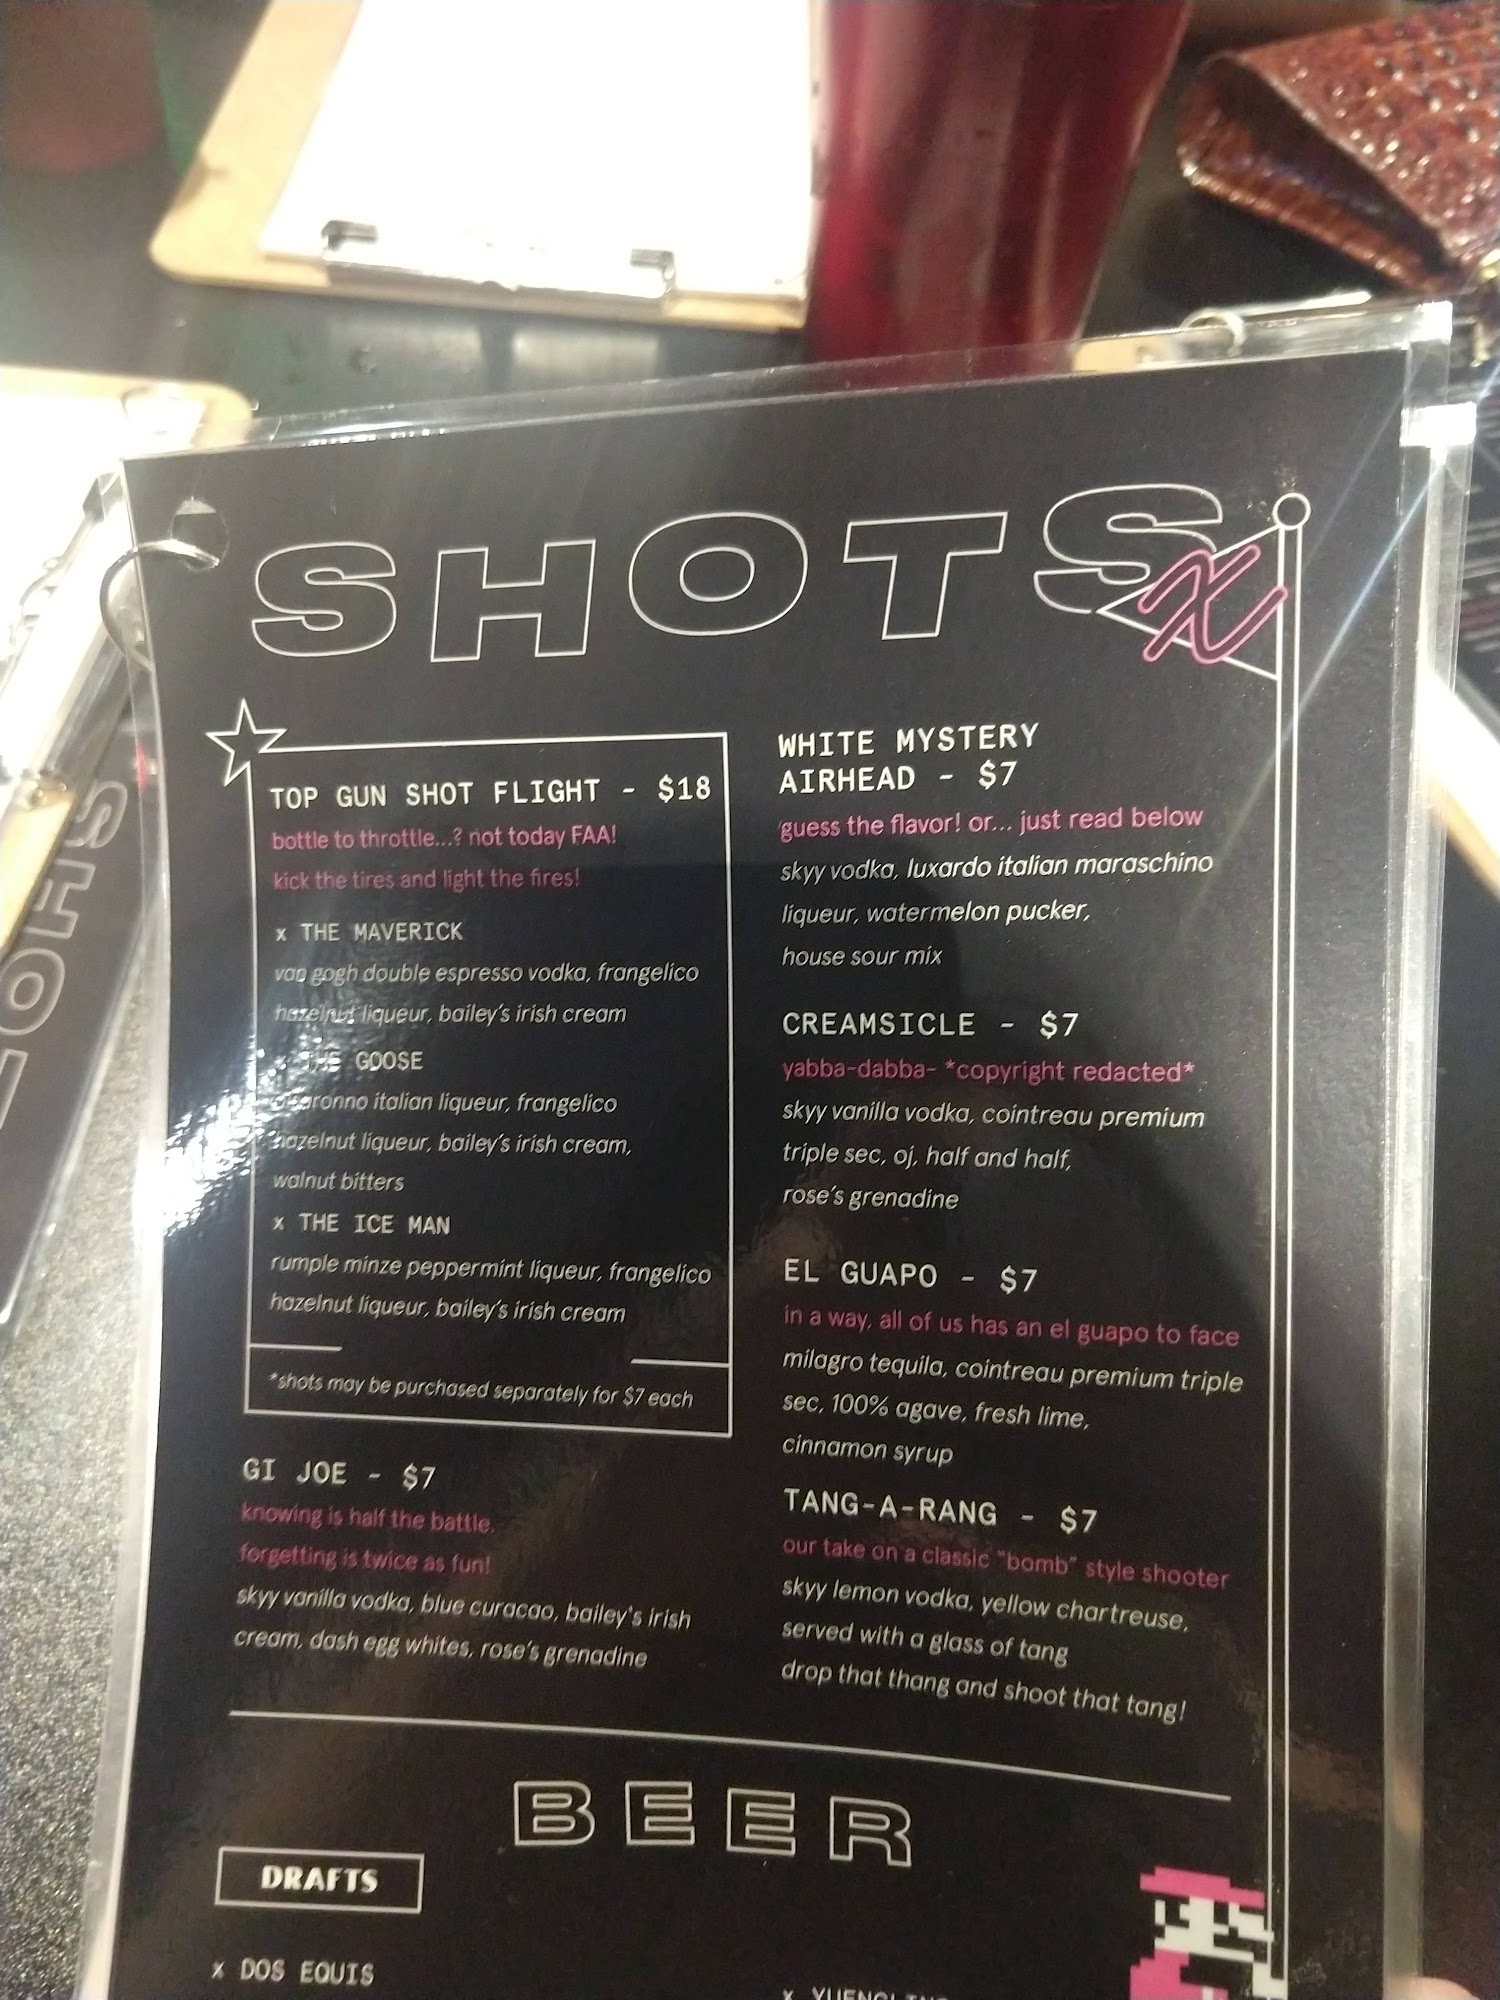 SHOTS
x
TOP GUN SHOT FLIGHT - $18
bottle to throttle...? not today FAA!
kick the tires and light the fires!
x THE MAVERICK
van gogh double espresso vodka, frangelico
hazelnut liqueur, bailey's irish cream
x THE GOOSE
italian liqueur, frangelico
hazelnut liqueur, bailey's irish cream,
walnut bitters
x THE ICE MAN
rumple minze peppermint liqueur, frangelico
hazelnut liqueur, bailey's irish cream
*shots may be purchased separately for $7 each
GI JOE - $7
knowing is half the battle,
forgetting is twice as fun!
skyy vanilla vodka, blue curacao, bailey's irish
cream, dash egg whites, rose's grenadine
WHITE MYSTERY
AIRHEAD - $7
guess the flavor! or... just read below
skyy vodka, luxardo italian maraschino
liqueur, watermelon pucker,
house sour mix
CREAMSICLE - $7
yabba-dabba- *copyright redacted*
skyy vanilla vodka, cointreau premium
triple sec, oj, half and half,
rose's grenadine
EL GUAPO - $7
in a way, all of us has an el guapo to face
milagro tequila, cointreau premium triple
sec, 100% agave, fresh lime,
cinnamon syrup
TANG-A-RANG - $7
our take on a classic "bomb" style shooter
skyy lemon vodka, yellow chartreuse,
served with a glass of tang
drop that thang and shoot that tang!
BEER
DRAFTS
x DOS EQUIS
x YUENGLING